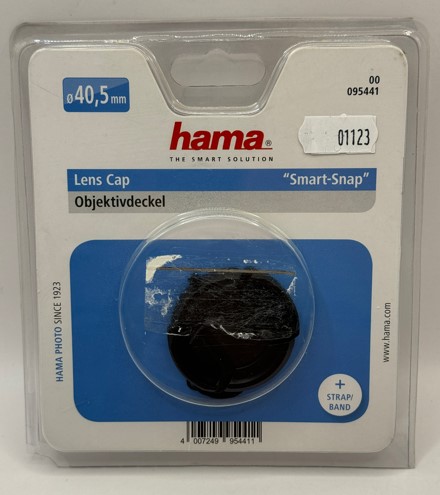 ø40,5mm
00
095441
01123
hama®
THE SMART SOLUTION
Lens Cap "Smart-Snap"
Objektivdeckel
HAMA PHOTO SINCE 1923
www.hama.com
+
STRAP/
BAND
4 007249 954411